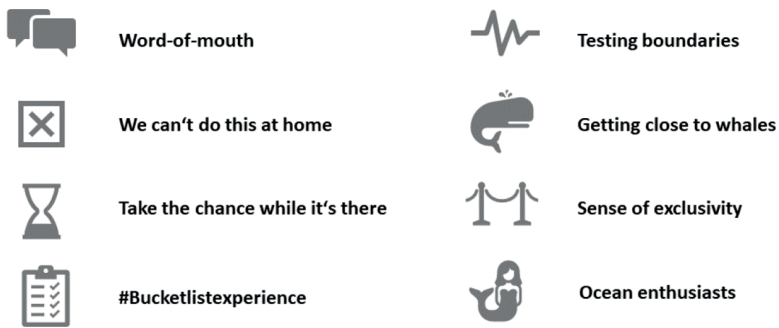 Word-of-mouth
We can‘t do this at home
Take the chance while it‘s there
#Bucketlistexperience
Testing boundaries
Getting close to whales
Sense of exclusivity
Ocean enthusiasts